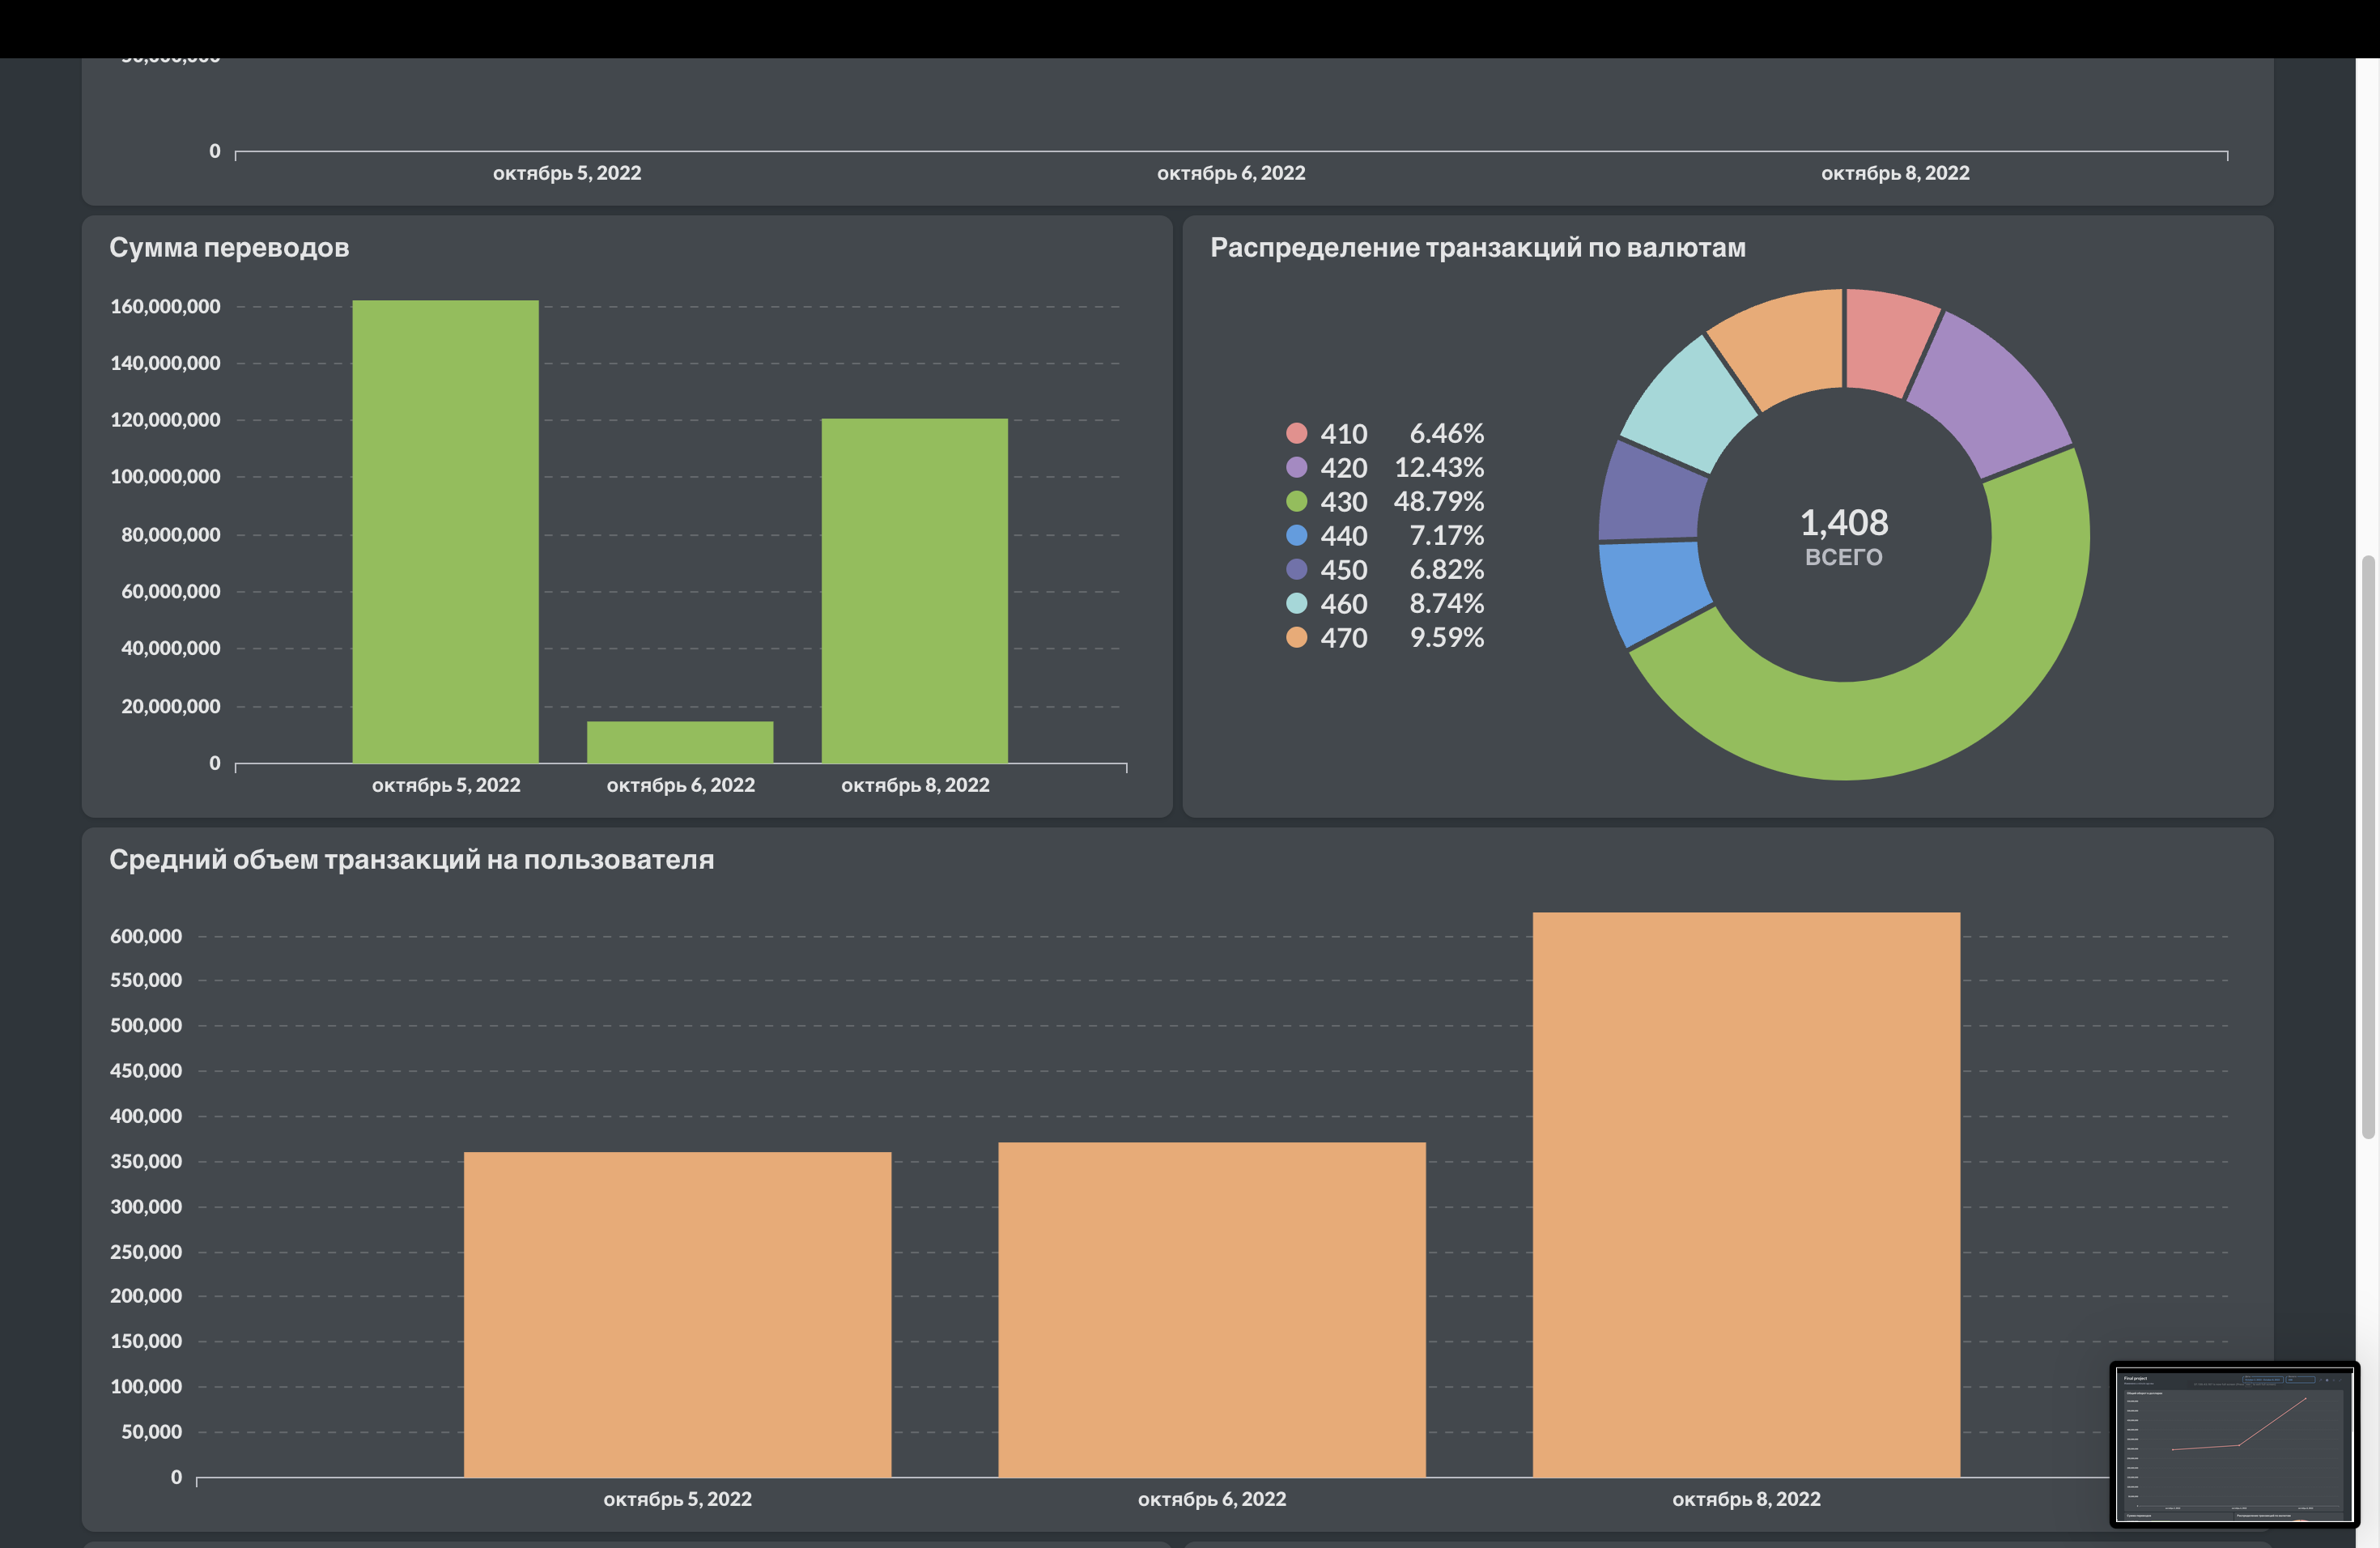 0
октябрь 5, 2022
октябрь 6, 2022
октябрь 8, 2022
Сумма переводов
160,000,000
140,000,000
120,000,000
100,000,000
80,000,000
60,000,000
40,000,000
20,000,000
0
октябрь 5, 2022
октябрь 6, 2022
октябрь 8, 2022
Распределение транзакций по валютам
410 6.46%
420 12.43%
430 48.79%
440 7.17%
450 6.82%
460 8.74%
470 9.59%
1,408
ВСЕГО
Средний объем транзакций на пользователя
600,000
550,000
500,000
450,000
400,000
350,000
300,000
250,000
200,000
150,000
100,000
50,000
0
октябрь 5, 2022
октябрь 6, 2022
октябрь 8, 2022
Final project